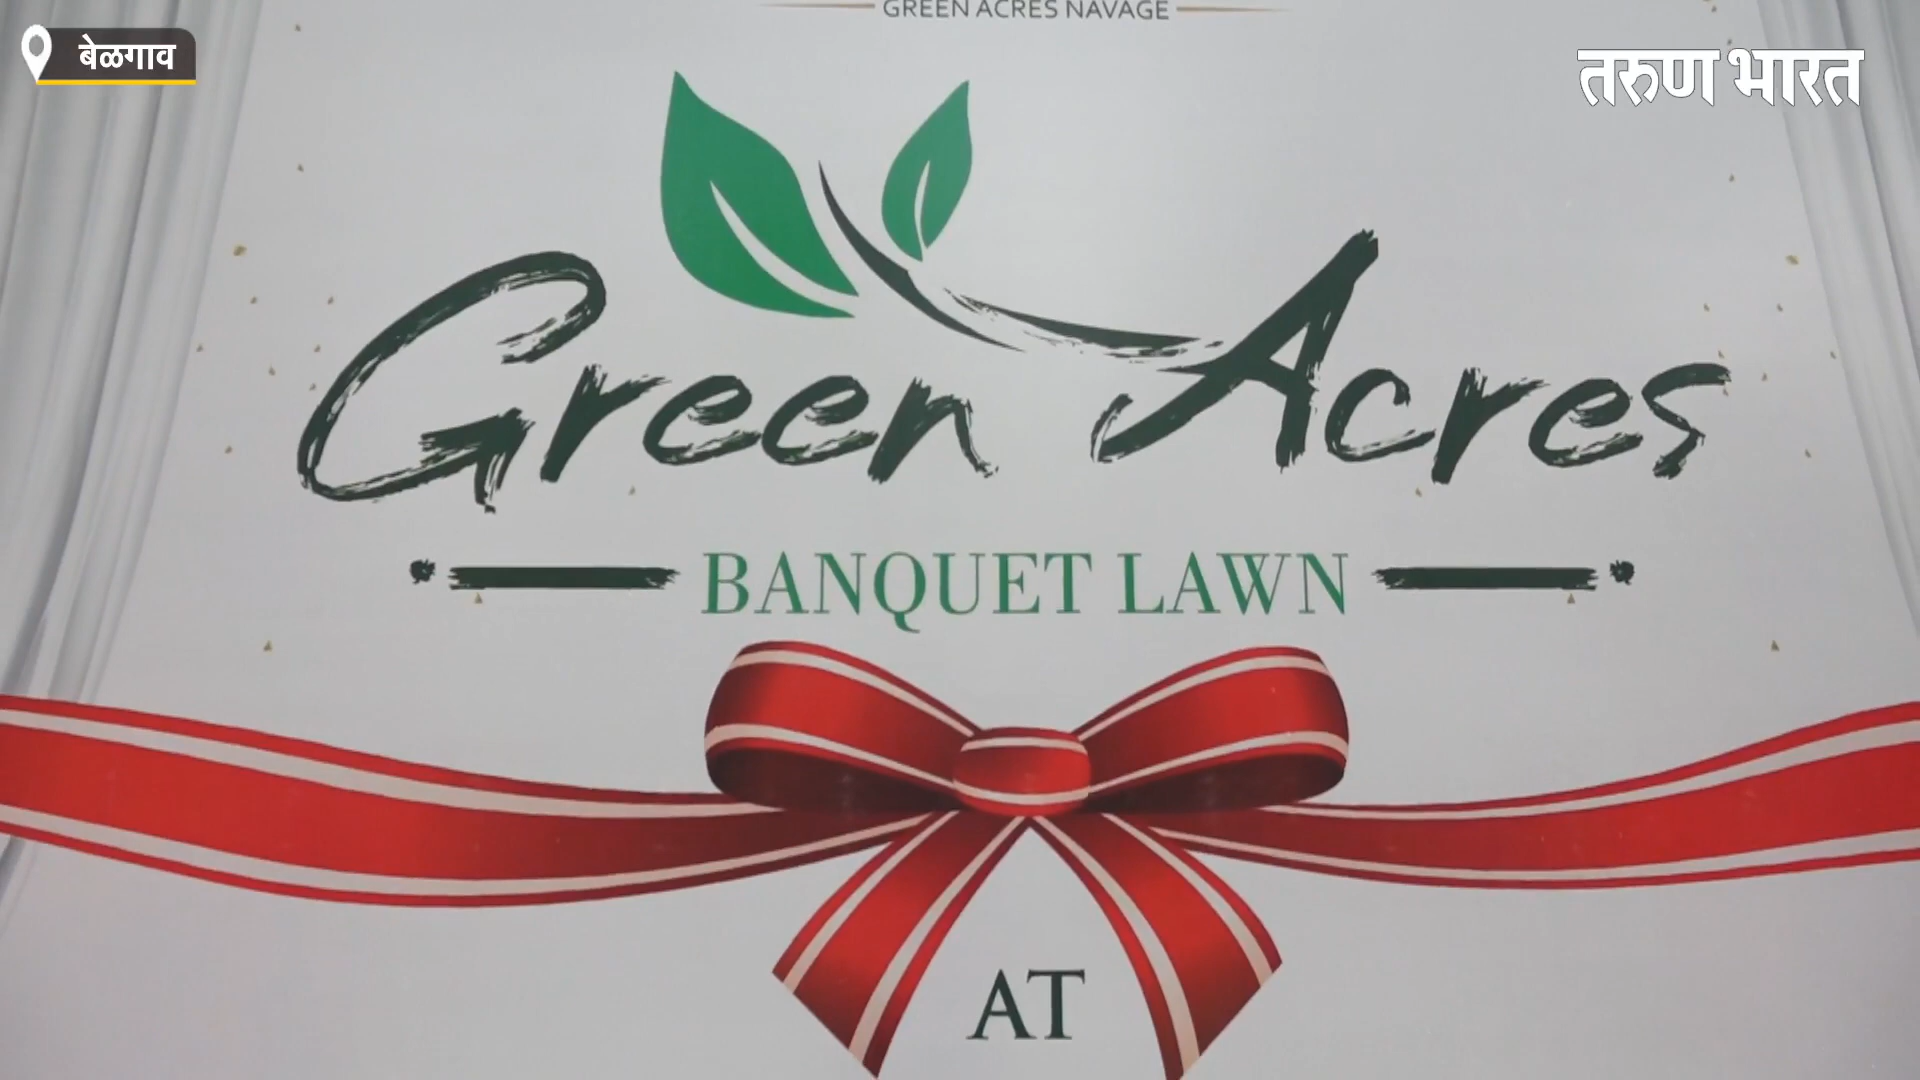 GREEN ACRES NAVAGE
बेळगाव
तरुण भारत
Green Acres
BANQUET LAWN
AT